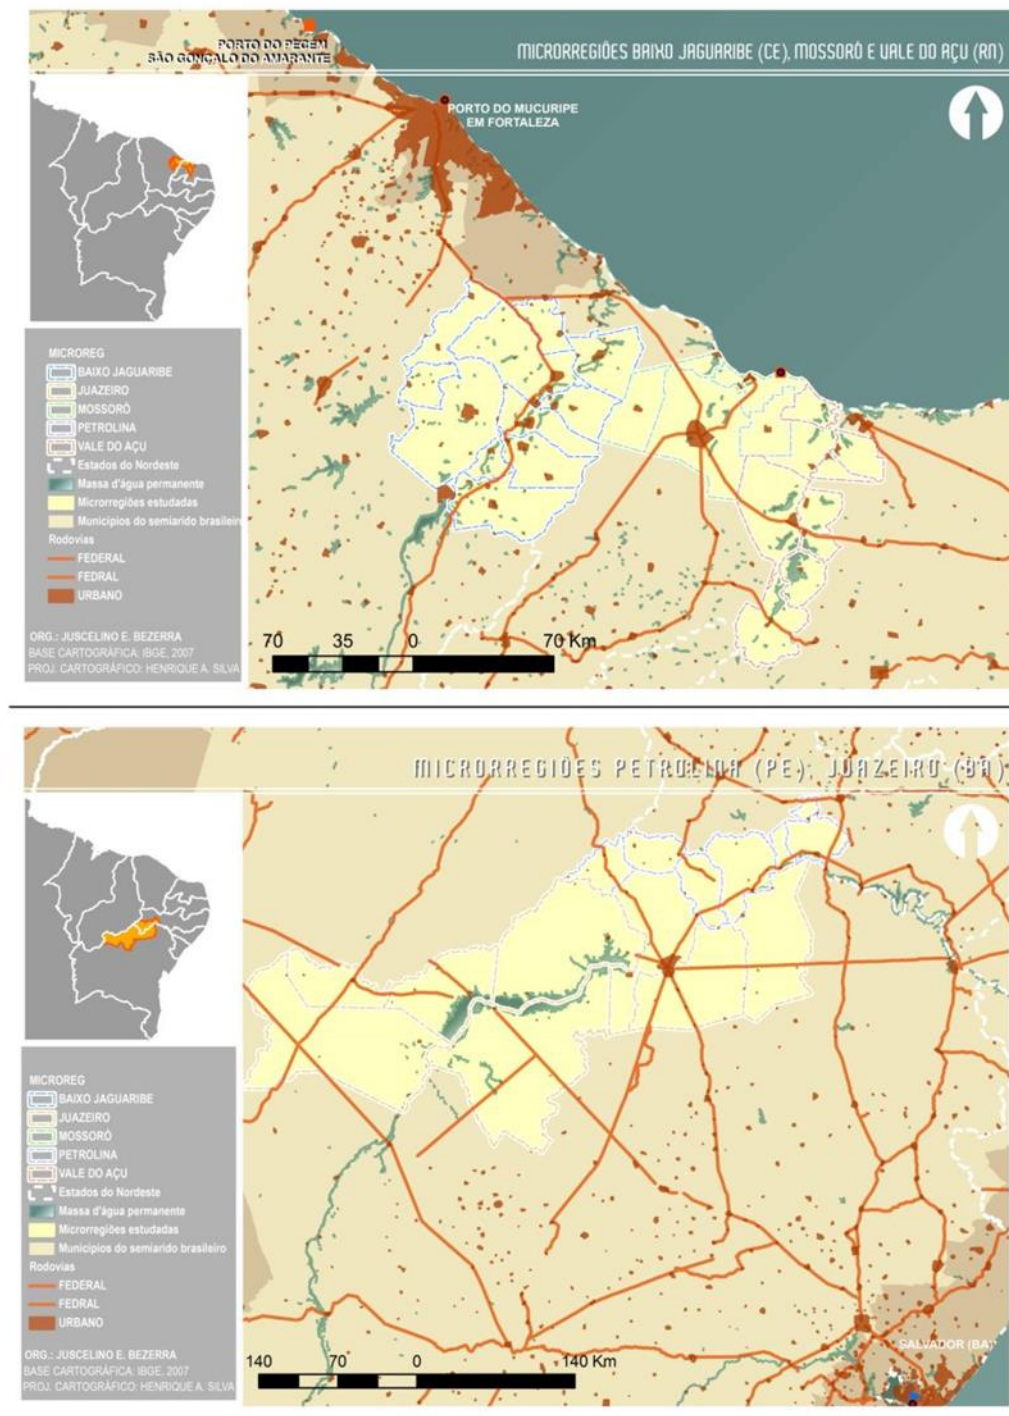 PORTO DO PECÉM
SÃO GONÇALO DO AMARANTE
MICRORREGIÕES BAIXO JAGUARIBE (CE), MOSSORÓ E VALE DO AÇU (RN)
PORTO DO MUCURIPE
EM FORTALEZA
MICROREG
BAIXO JAGUARIBE
JUAZEIRO
MOSSORÓ
PETROLINA
VALE DO AÇU
Estados do Nordeste
Massa d'água permanente
Microrregiões estudadas
Municipios do semiarido brasileir
Rodovias
FEDERAL
FEDRAL
URBANO
ORG.: JUSCELINO E. BEZERRA
BASE CARTOGRÁFICA: IBGE, 2007
PROJ. CARTOGRÁFICO: HENRIQUE A. SILVA
70 35 0 70 Km
MICRORREGIÕES PETROLINA (PE); JUAZEIRO (BA)
MICROREG
BAIXO JAGUARIBE
JUAZEIRO
MOSSORÓ
PETROLINA
VALE DO AÇU
Estados do Nordeste
Massa d'água permanente
Microrregiões estudadas
Municipios do semiarido brasileiro
Rodovias
FEDERAL
FEDRAL
URBANO
ORG.: JUSCELINO E. BEZERRA
BASE CARTOGRÁFICA: IBGE, 2007
PROJ. CARTOGRÁFICO: HENRIQUE A. SILVA
SALVADOR (BA)
140 70 0 140 Km